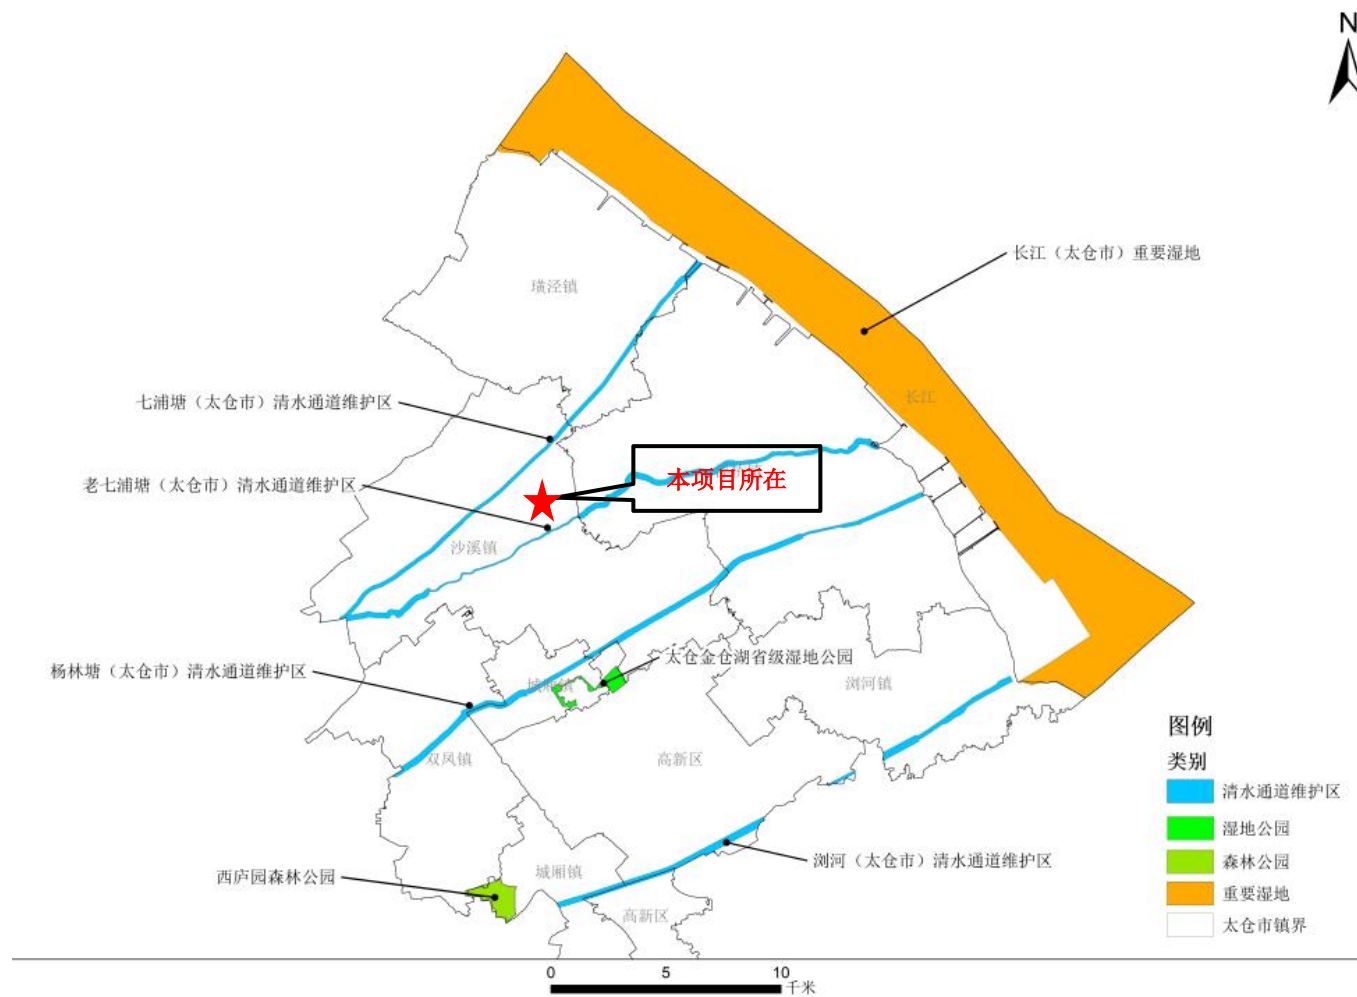 N
长江（太仓市）重要湿地
璜泾镇
七浦塘（太仓市）清水通道维护区
长江
老七浦塘（太仓市）清水通道维护区
本项目所在
沙溪镇
杨林塘（太仓市）清水通道维护区
太仓金仓湖省级湿地公园
城厢镇
浏河镇
双凤镇
高新区
西庐园森林公园
城厢镇
浏河（太仓市）清水通道维护区
高新区
图例
类别
清水通道维护区
湿地公园
森林公园
重要湿地
太仓市镇界
0 5 10
千米